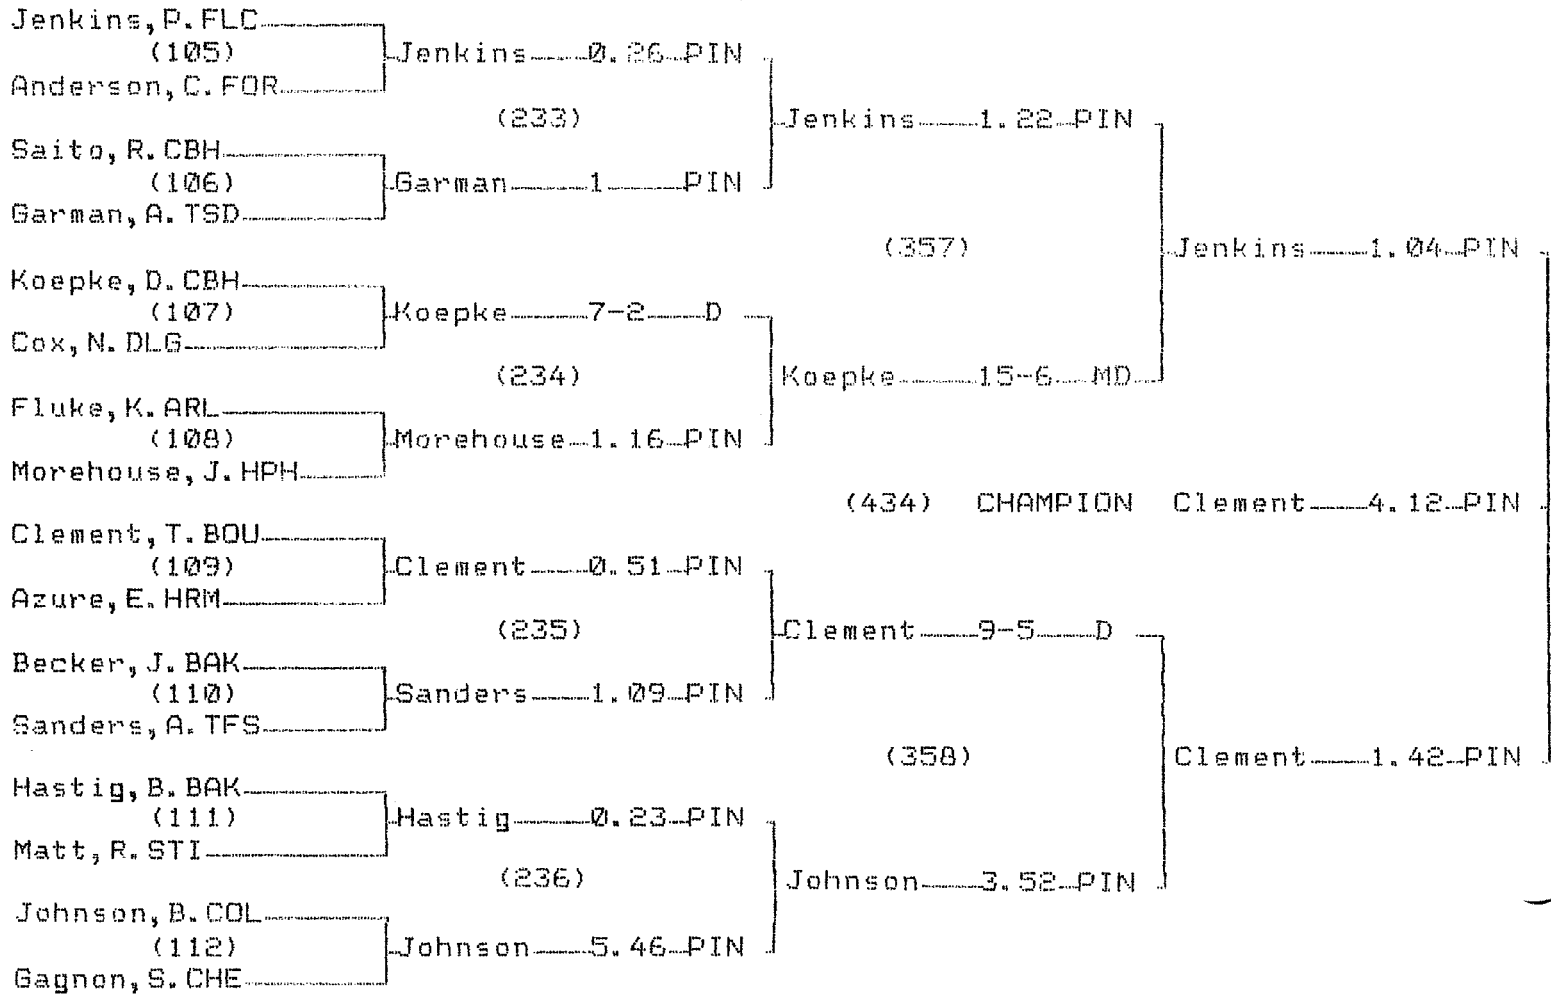 Jenkins, P. FLC
(105) Jenkins 0.26 PIN
Anderson, C. FOR
(233) Jenkins 1.22 PIN
Saito, R. CBH
(106) Garman 1 PIN
Garman, A. TSD
(357) Jenkins 1.04 PIN
Koepke, D. CBH
(107) Koepke 7-2 D
Cox, N. DLG
(234) Koepke 15-6 MD
Fluke, K. ARL
(108) Morehouse 1.16 PIN
Morehouse, J. HPH
(434) CHAMPION Clement 4.12 PIN
Clement, T. BOU
(109) Clement 0.51 PIN
Azure, E. HRM
(235) Clement 9-5 D
Becker, J. BAK
(110) Sanders 1.09 PIN
Sanders, A. TFS
(358) Clement 1.42 PIN
Hastig, B. BAK
(111) Hastig 0.23 PIN
Matt, R. STI
(236) Johnson 3.52 PIN
Johnson, B. COL
(112) Johnson 5.46 PIN
Gagnon, S. CHE